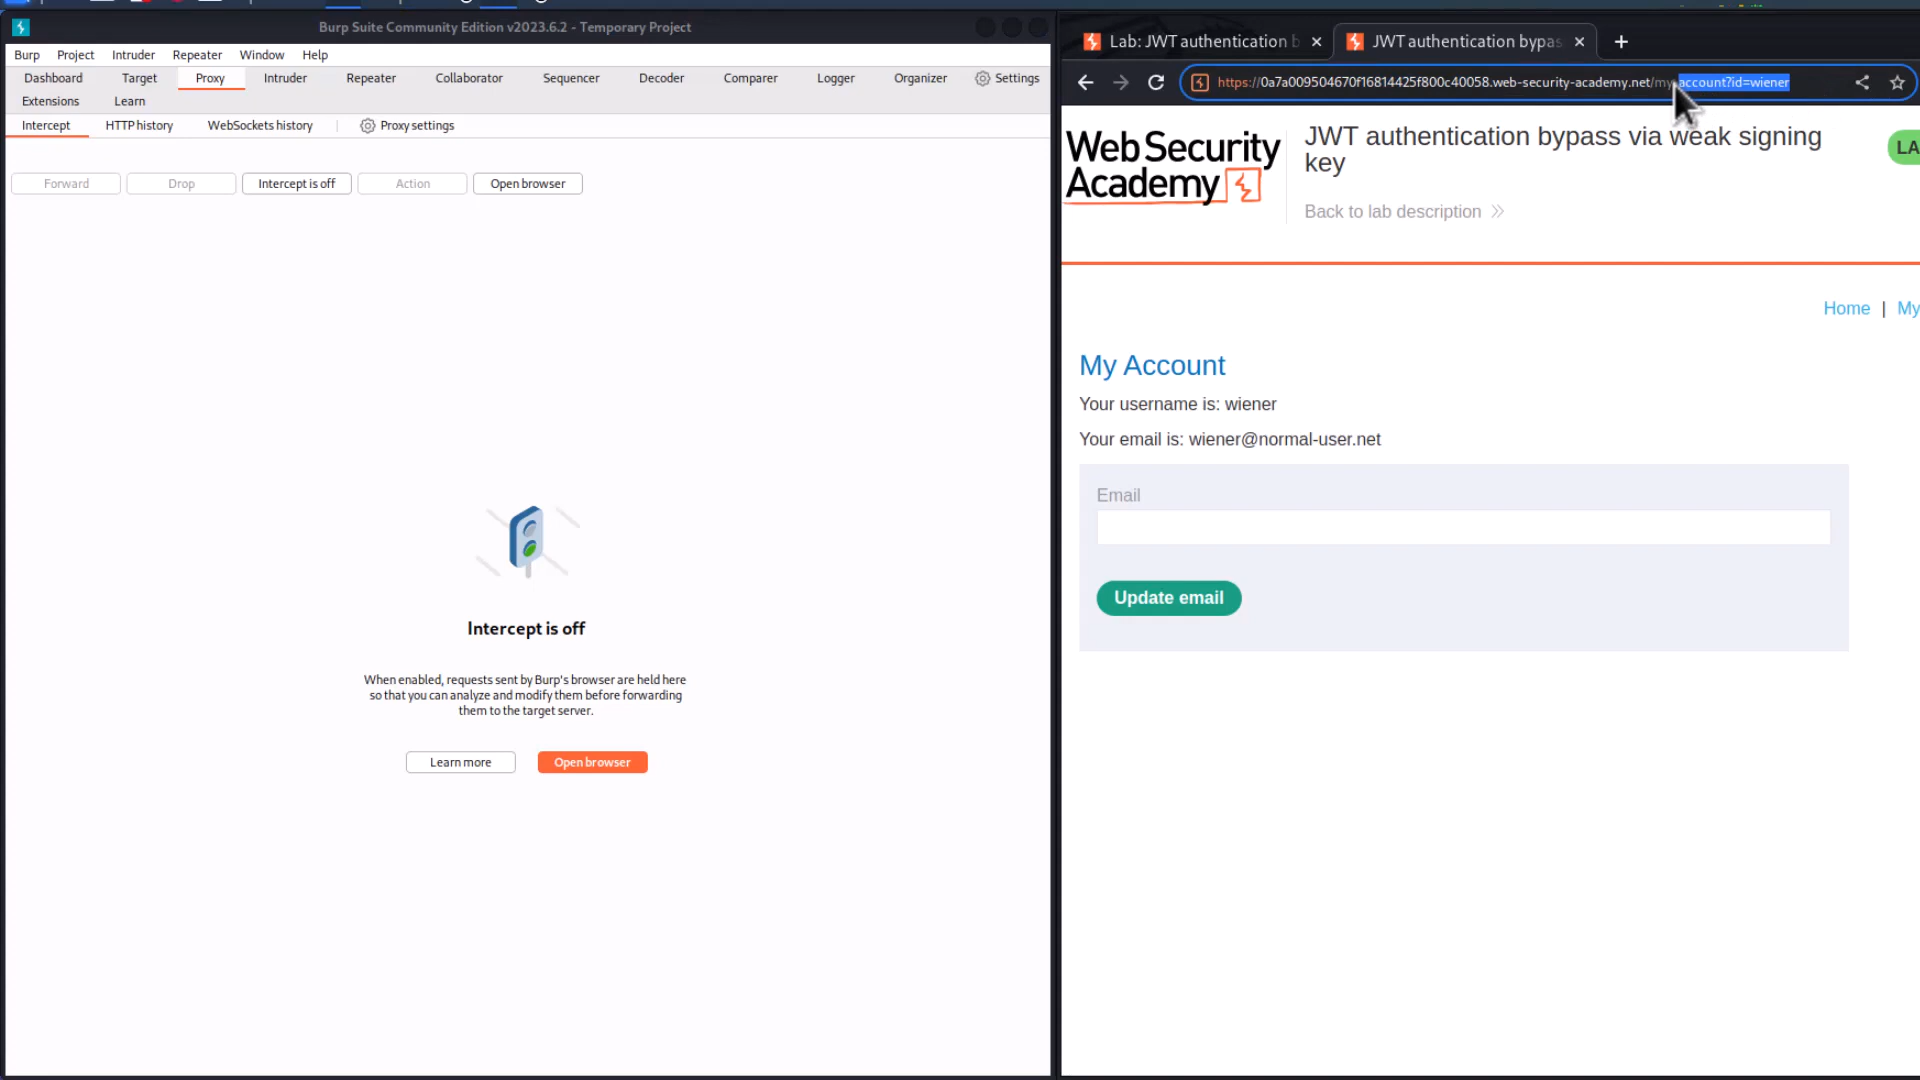 Burp Suite Community Edition v2023.6.2 - Temporary Project
Burp Project Intruder Repeater Window Help
Dashboard Target Proxy Intruder Repeater Collaborator Sequencer Decoder Comparer Logger Organizer Settings
Extensions Learn
Intercept HTTP history WebSockets history | Proxy settings
Forward Drop Intercept is off Action Open browser
Intercept is off
When enabled, requests sent by Burp's browser are held here
so that you can analyze and modify them before forwarding
them to the target server.
Learn more Open browser
Lab: JWT authentication b JWT authentication bypas
https://0a7a009504670f16814425f800c40058.web-security-academy.net/my-account?id=wiener
Web Security
Academy
JWT authentication bypass via weak signing
key
LA
Back to lab description
Home | My
My Account
Your username is: wiener
Your email is: wiener@normal-user.net
Email
Update email